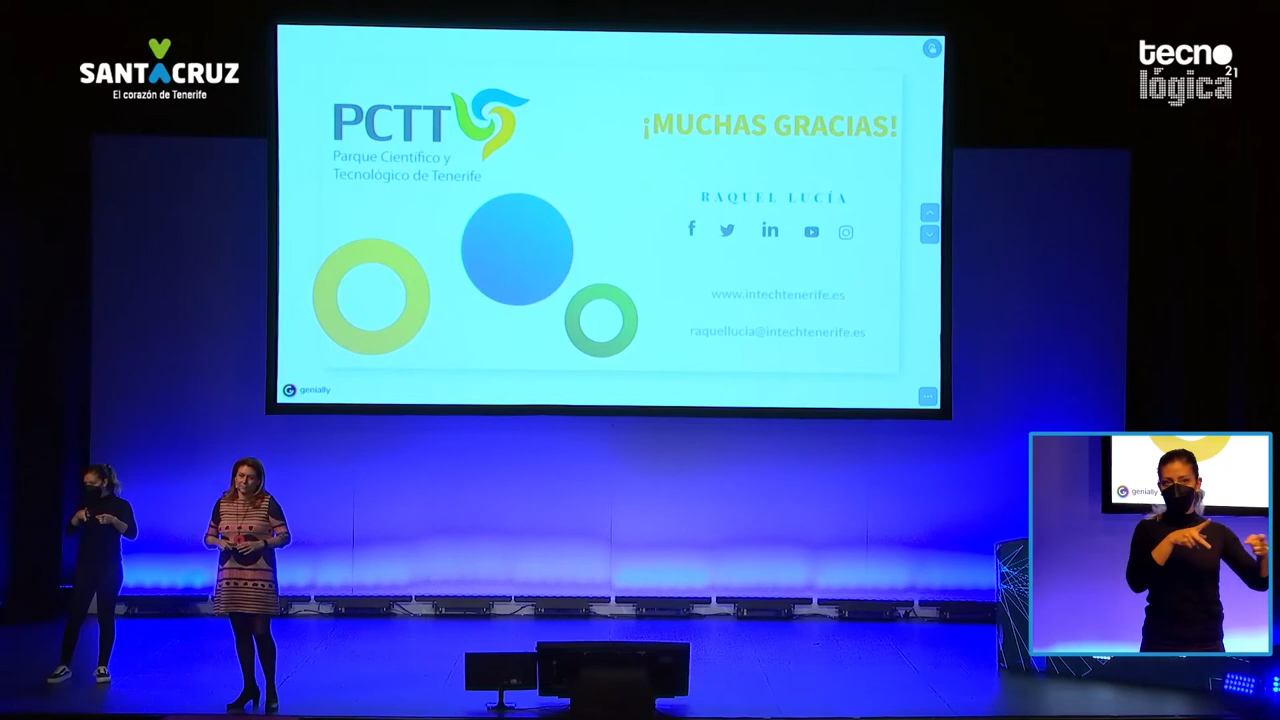 SANTACRUZ
El corazón de Tenerife
tecno
lógica
21
PCTT
Parque Científico y
Tecnológico de Tenerife
¡MUCHAS GRACIAS!
RAQUEL LUCÍA
www.intechtenerife.es
raquellucia@intechtenerife.es
genially
genially